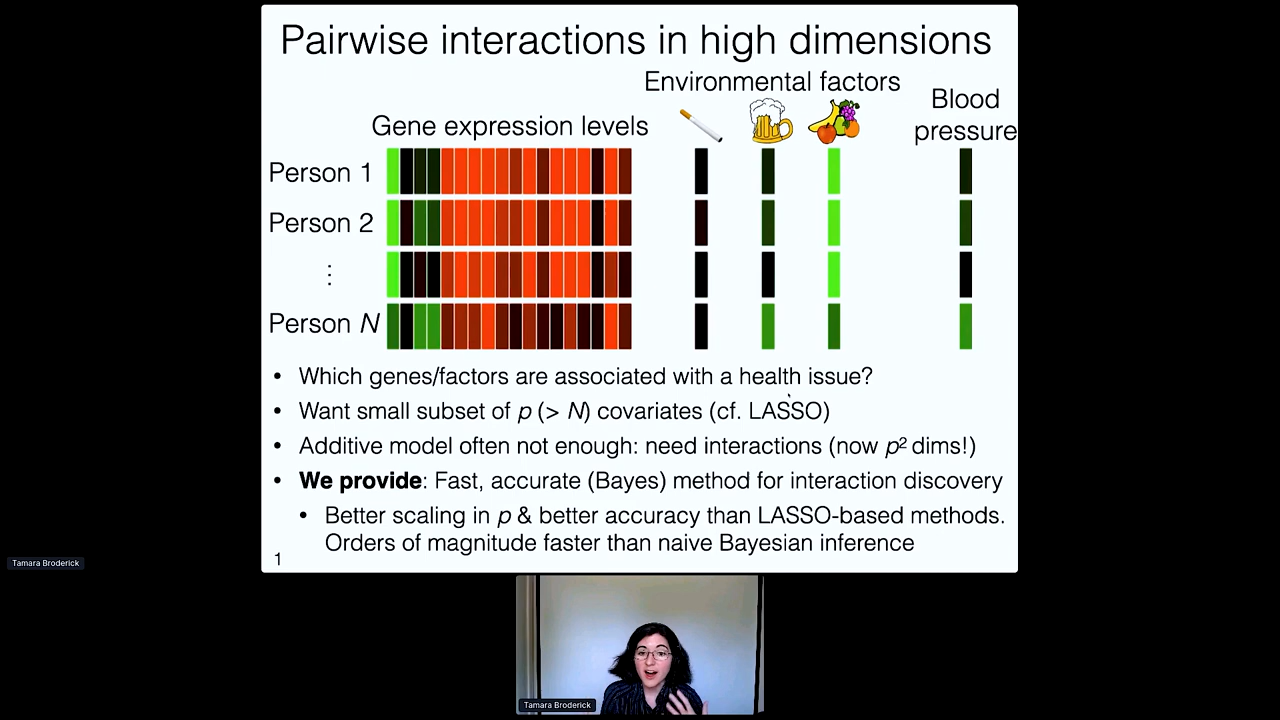 Pairwise interactions in high dimensions
Environmental factors
Blood
pressure
Gene expression levels
Person 1
Person 2
⋮
Person N
• Which genes/factors are associated with a health issue?
• Want small subset of p (> N) covariates (cf. LASSO)
• Additive model often not enough: need interactions (now p² dims!)
• We provide: Fast, accurate (Bayes) method for interaction discovery
• Better scaling in p & better accuracy than LASSO-based methods.
Orders of magnitude faster than naive Bayesian inference
1
Tamara Broderick
Tamara Broderick